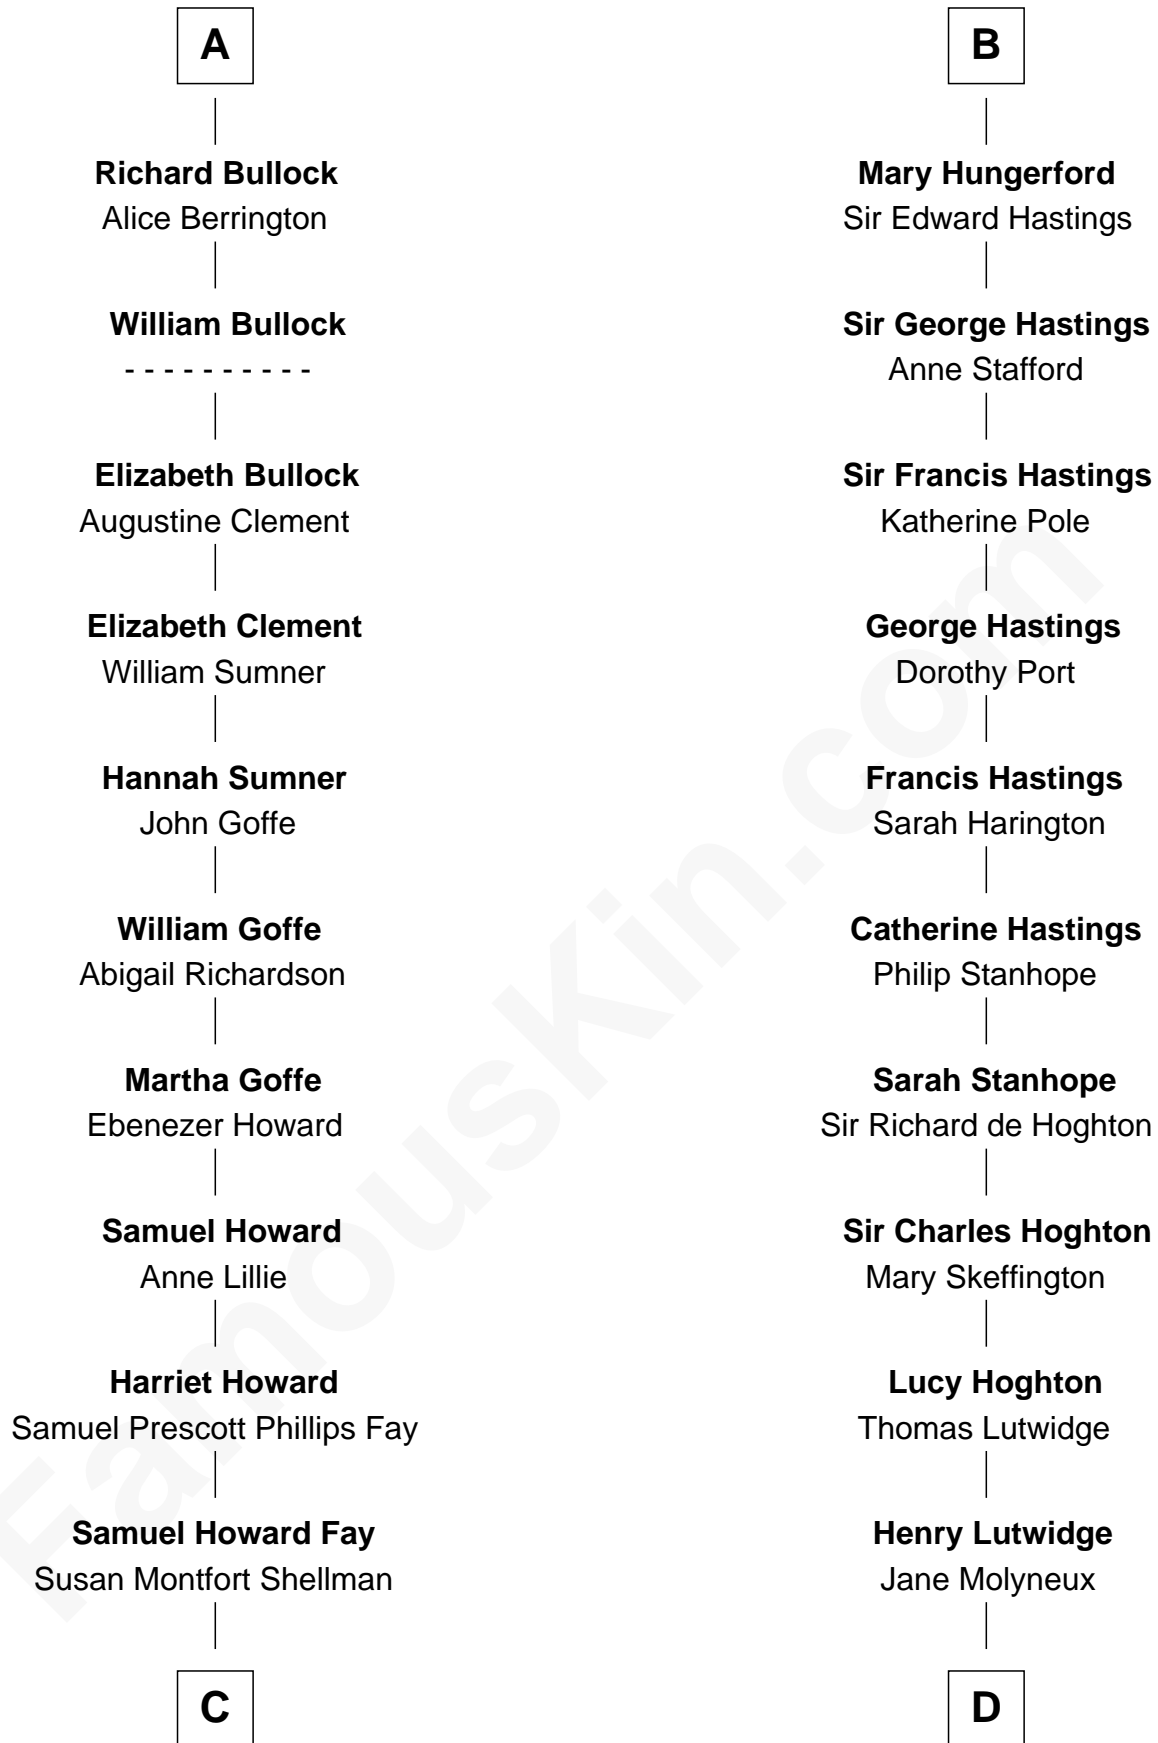 A
Richard Bullock
Alice Berrington
William Bullock
- - - - - - - - - -
Elizabeth Bullock
Augustine Clement
Elizabeth Clement
William Sumner
Hannah Sumner
John Goffe
William Goffe
Abigail Richardson
Martha Goffe
Ebenezer Howard
Samuel Howard
Anne Lillie
Harriet Howard
Samuel Prescott Phillips Fay
Samuel Howard Fay
Susan Montfort Shellman
C
B
Mary Hungerford
Sir Edward Hastings
Sir George Hastings
Anne Stafford
Sir Francis Hastings
Katherine Pole
George Hastings
Dorothy Port
Francis Hastings
Sarah Harington
Catherine Hastings
Philip Stanhope
Sarah Stanhope
Sir Richard de Hoghton
Sir Charles Hoghton
Mary Skeffington
Lucy Hoghton
Thomas Lutwidge
Henry Lutwidge
Jane Molyneux
D
FamousKin.com